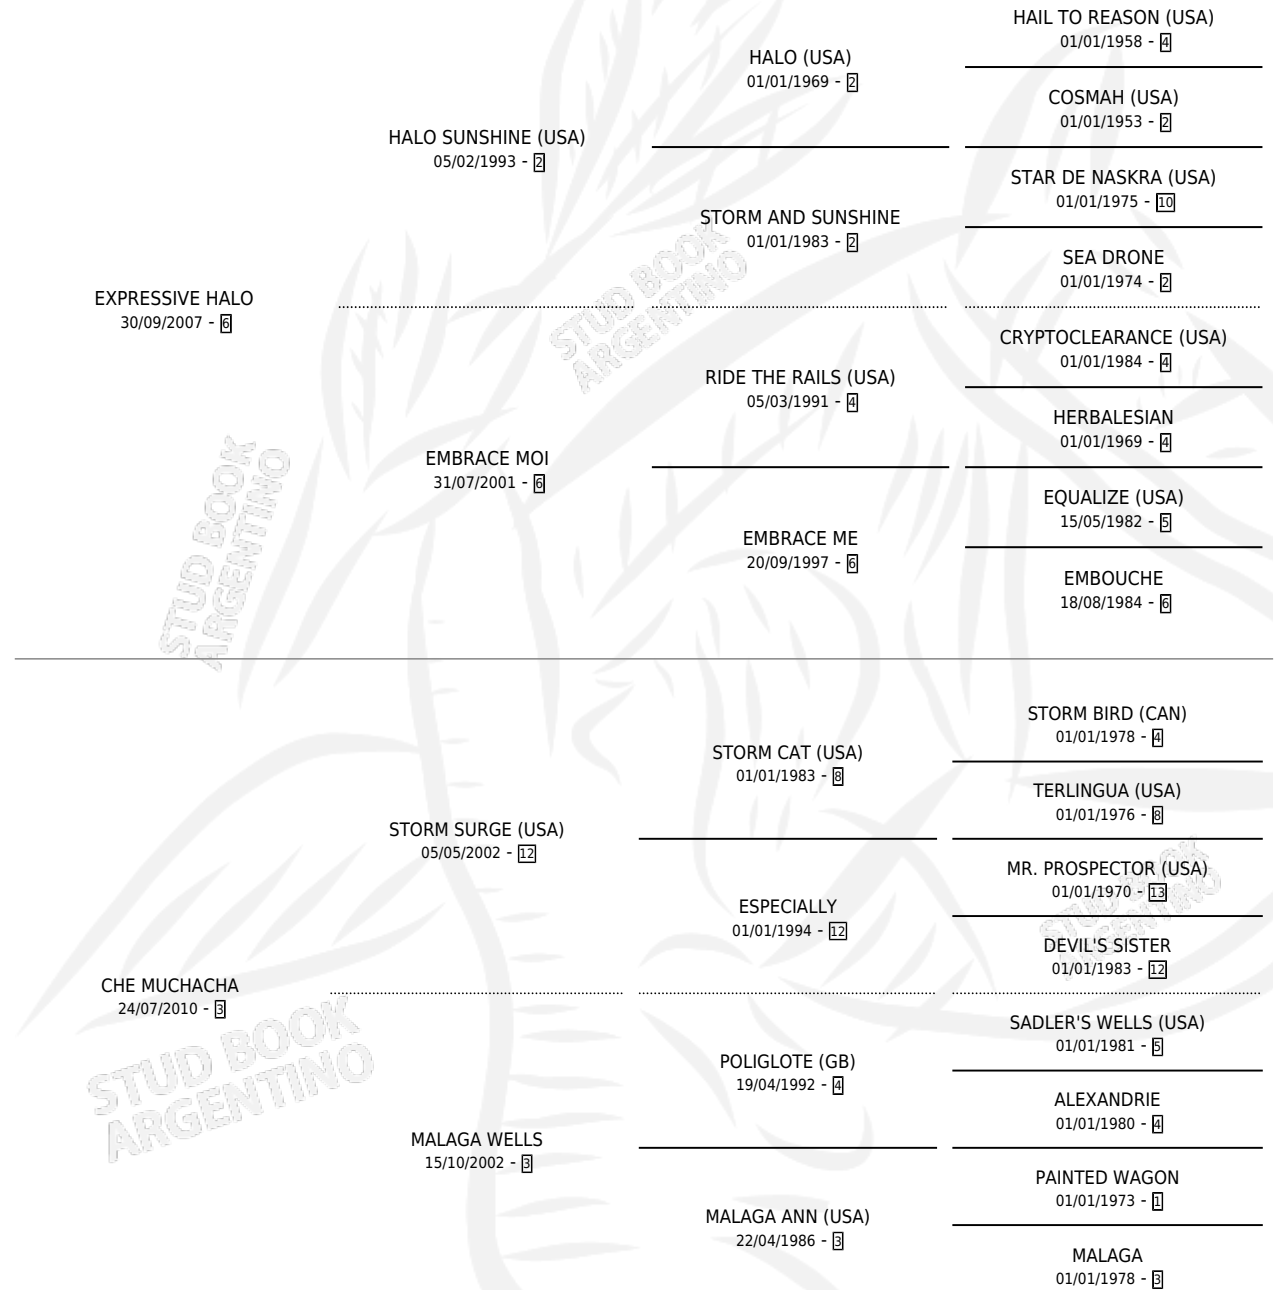 HAIL TO REASON (USA)
01/01/1958 - 4
HALO (USA)
01/01/1969 - 2
COSMAH (USA)
01/01/1953 - 2
HALO SUNSHINE (USA)
05/02/1993 - 2
STAR DE NASKRA (USA)
01/01/1975 - 10
STORM AND SUNSHINE
01/01/1983 - 2
SEA DRONE
01/01/1974 - 2
EXPRESSIVE HALO
30/09/2007 - 6
STUD BOOK
ARGENTINO
CRYPTOCLEARANCE (USA)
01/01/1984 - 4
RIDE THE RAILS (USA)
05/03/1991 - 4
HERBALESIAN
01/01/1969 - 4
EMBRACE MOI
31/07/2001 - 6
EQUALIZE (USA)
15/05/1982 - 5
EMBRACE ME
20/09/1997 - 6
EMBOUCHE
18/08/1984 - 6
STUD BOOK
ARGENTINO
STORM BIRD (CAN)
01/01/1978 - 4
STORM CAT (USA)
01/01/1983 - 8
TERLINGUA (USA)
01/01/1976 - 8
STORM SURGE (USA)
05/05/2002 - 12
MR. PROSPECTOR (USA)
01/01/1970 - 13
ESPECIALLY
01/01/1994 - 12
STUD BOOK
ARGENTINO
DEVIL'S SISTER
01/01/1983 - 12
CHE MUCHACHA
24/07/2010 - 3
STUD BOOK
ARGENTINO
SADLER'S WELLS (USA)
01/01/1981 - 5
POLIGLOTE (GB)
19/04/1992 - 4
ALEXANDRIE
01/01/1980 - 4
MALAGA WELLS
15/10/2002 - 3
PAINTED WAGON
01/01/1973 - 1
MALAGA ANN (USA)
22/04/1986 - 3
MALAGA
01/01/1978 - 3